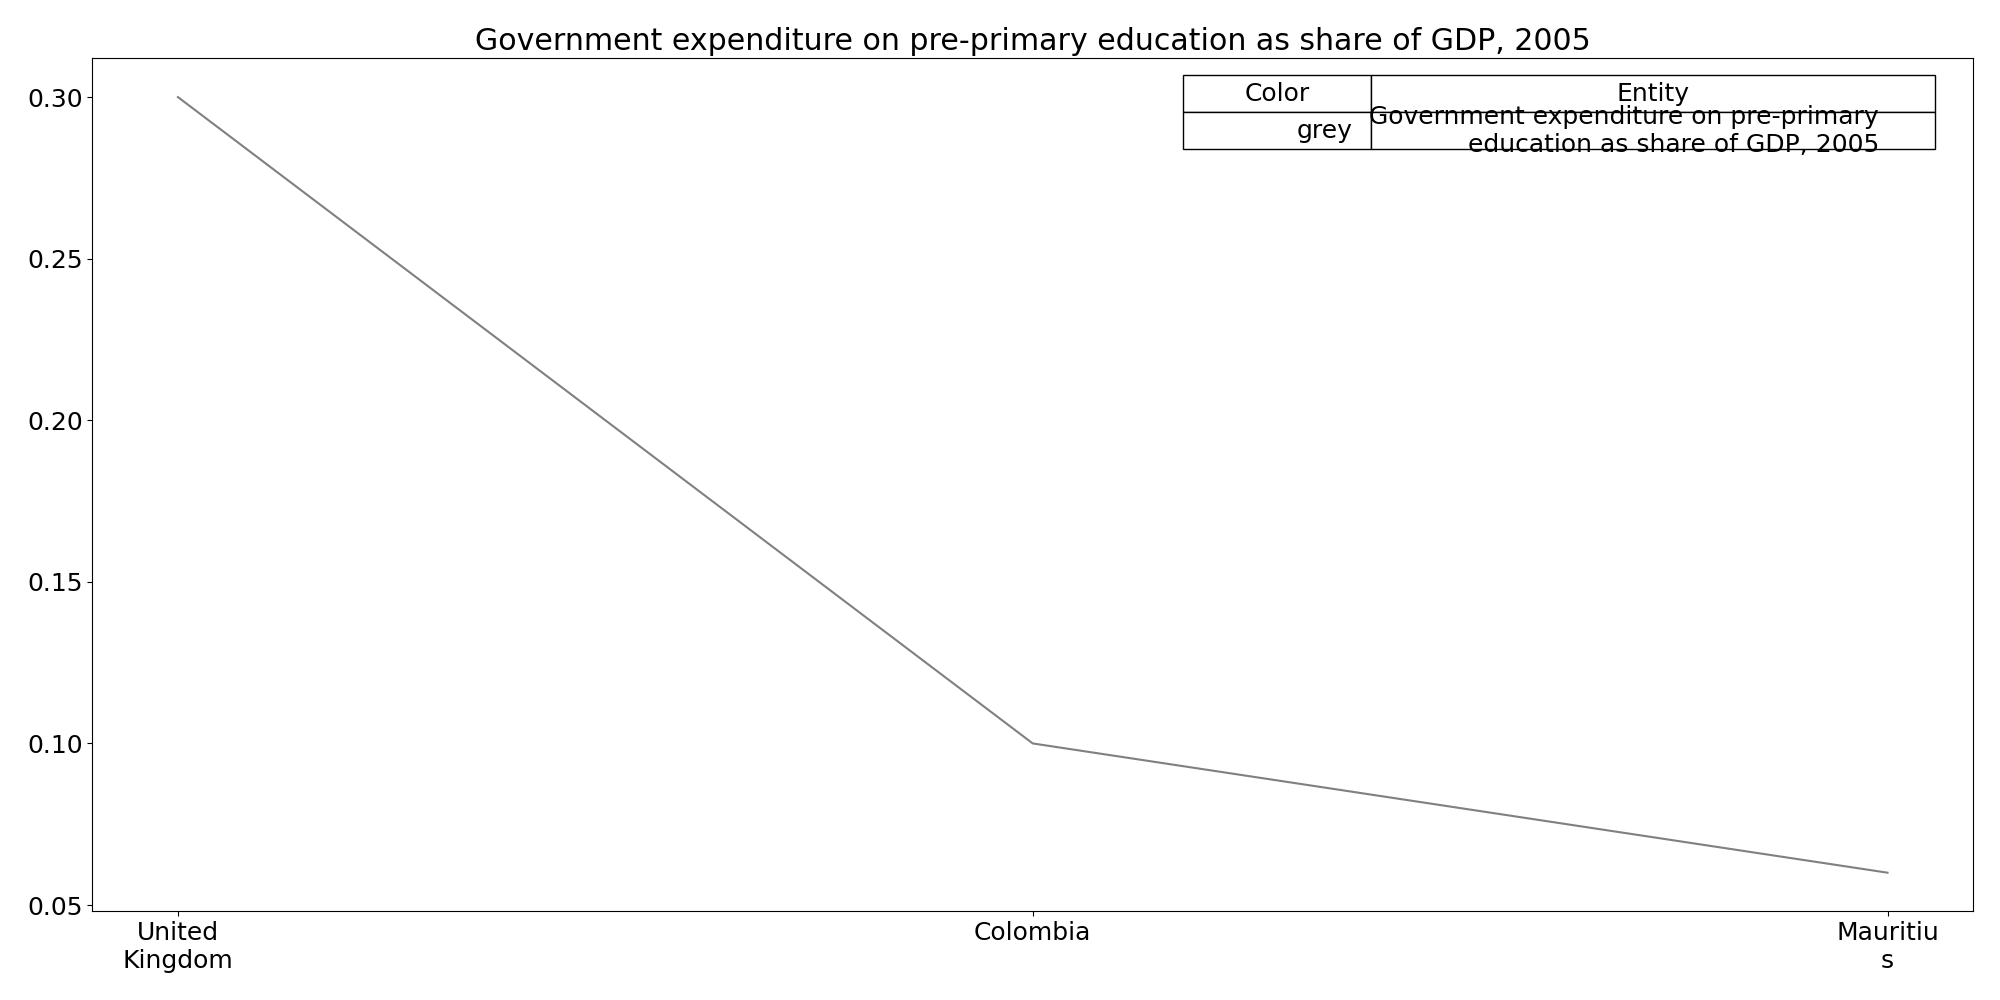 Government expenditure on pre-primary education as share of GDP, 2005
Color Entity
grey Government expenditure on pre-primary
education as share of GDP, 2005
0.30
0.25
0.20
0.15
0.10
0.05
United
Kingdom
Colombia
Mauritiu
s